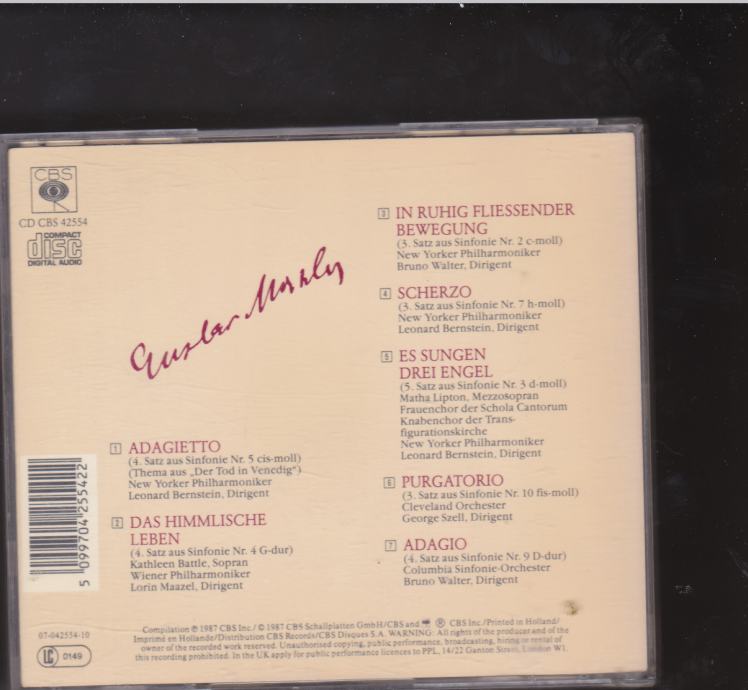 CBS
CD CBS 42554
COMPACT
disc
DIGITAL AUDIO
Gustav Mahler
1 ADAGIETTO
(4. Satz aus Sinfonie Nr. 5 cis-moll)
(Thema aus „Der Tod in Venedig“)
New Yorker Philharmoniker
Leonard Bernstein, Dirigent
2 DAS HIMMLISCHE
LEBEN
(4. Satz aus Sinfonie Nr. 4 G-dur)
Kathleen Battle, Sopran
Wiener Philharmoniker
Lorin Maazel, Dirigent
3 IN RUHIG FLIESSENDER
BEWEGUNG
(3. Satz aus Sinfonie Nr. 2 c-moll)
New Yorker Philharmoniker
Bruno Walter, Dirigent
4 SCHERZO
(3. Satz aus Sinfonie Nr. 7 h-moll)
New Yorker Philharmoniker
Leonard Bernstein, Dirigent
5 ES SUNGEN
DREI ENGEL
(5. Satz aus Sinfonie Nr. 3 d-moll)
Matha Lipton, Mezzosopran
Frauenchor der Schola Cantorum
Knabenchor der Trans-
figurationskirche
New Yorker Philharmoniker
Leonard Bernstein, Dirigent
6 PURGATORIO
(3. Satz aus Sinfonie Nr. 10 fis-moll)
Cleveland Orchester
George Szell, Dirigent
7 ADAGIO
(4. Satz aus Sinfonie Nr. 9 D-dur)
Columbia Sinfonie-Orchester
Bruno Walter, Dirigent
5 099704 255422
07-042554-10
LC 0149
Compilation ℗ 1987 CBS Inc./© 1987 CBS Schallplatten GmbH/CBS and ® CBS Inc./Printed in Holland/
Imprimé en Hollande/Distribution CBS Records/CBS Disques S.A. WARNING: All rights of the producer and of the
owner of the recorded work reserved. Unauthorised copying, public performance, broadcasting, hiring or rental of
this recording prohibited. In the UK apply for public performance licences to PPL, 14/22 Ganton Street, London W1.